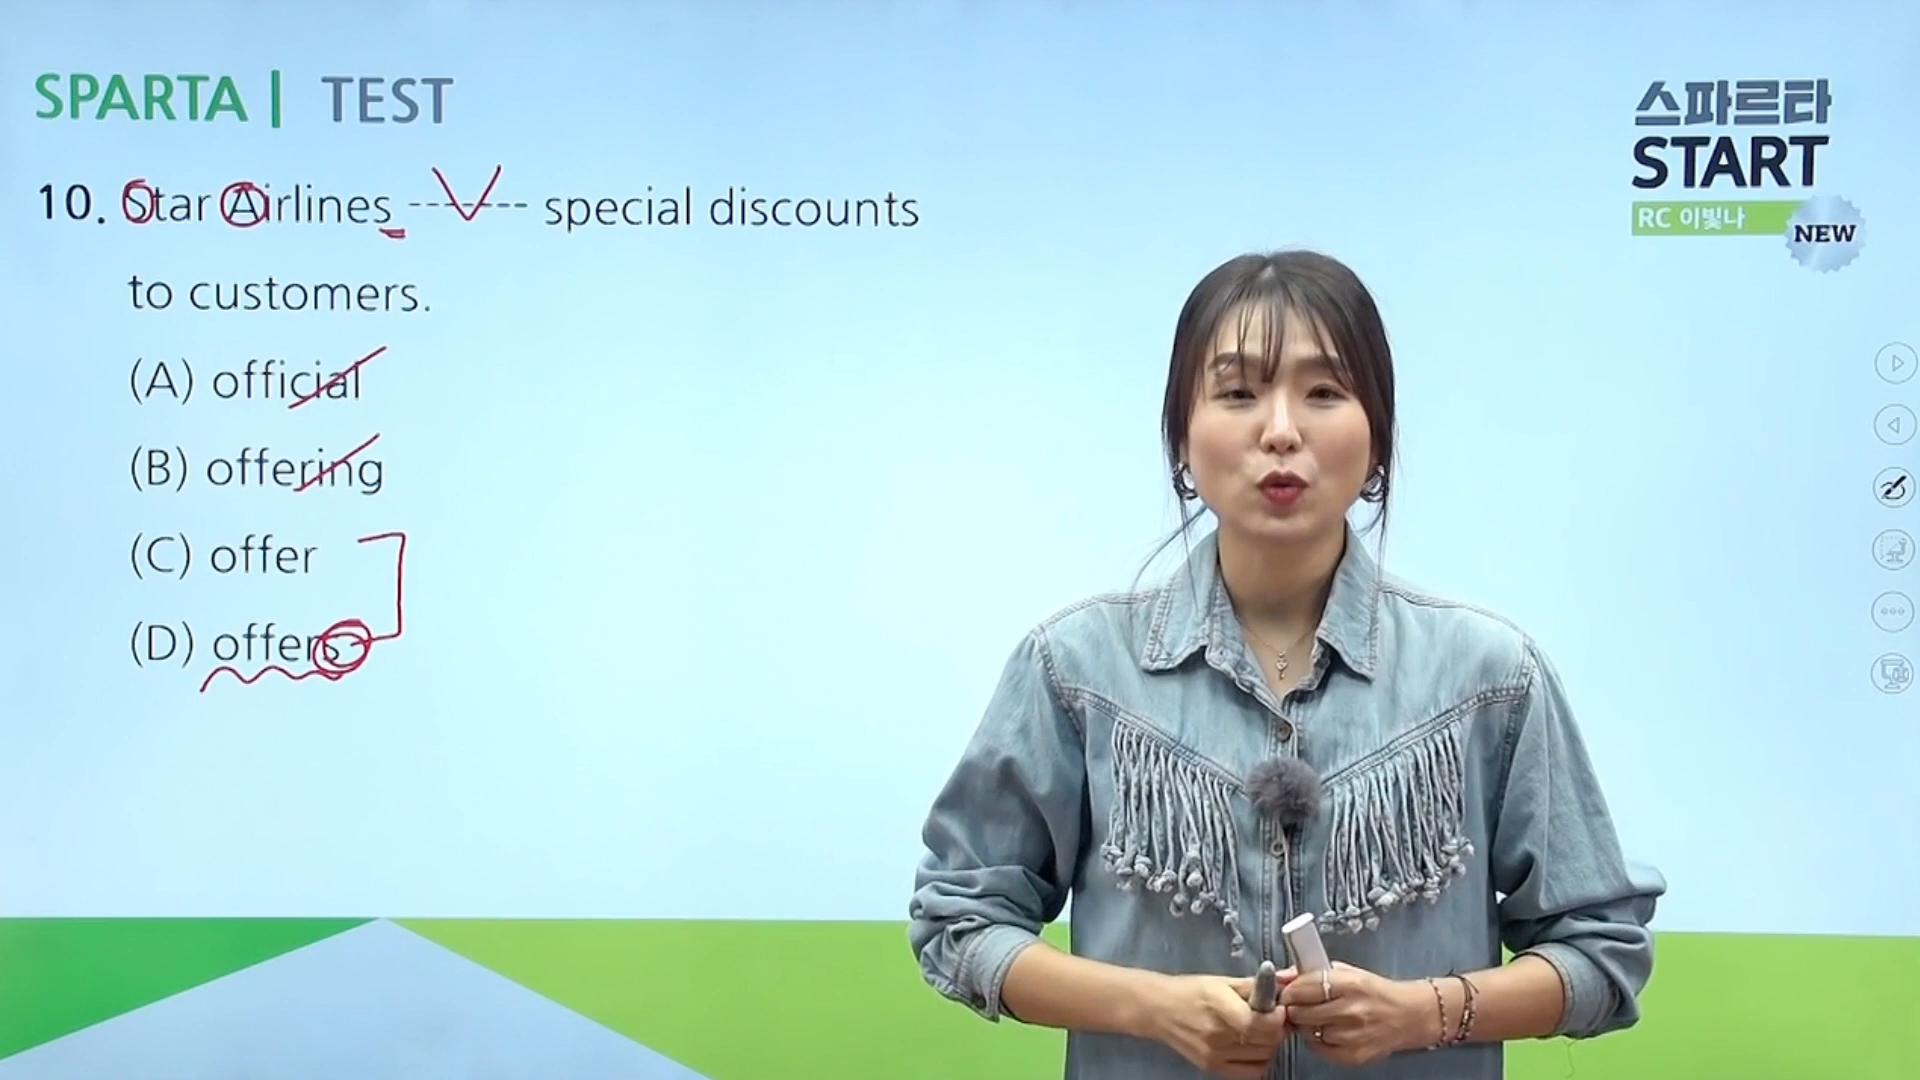 SPARTA | TEST
10. Star Airlines ------- special discounts
to customers.
(A) official
(B) offering
(C) offer
(D) offers
스파르타
START
RC 이빛나
NEW